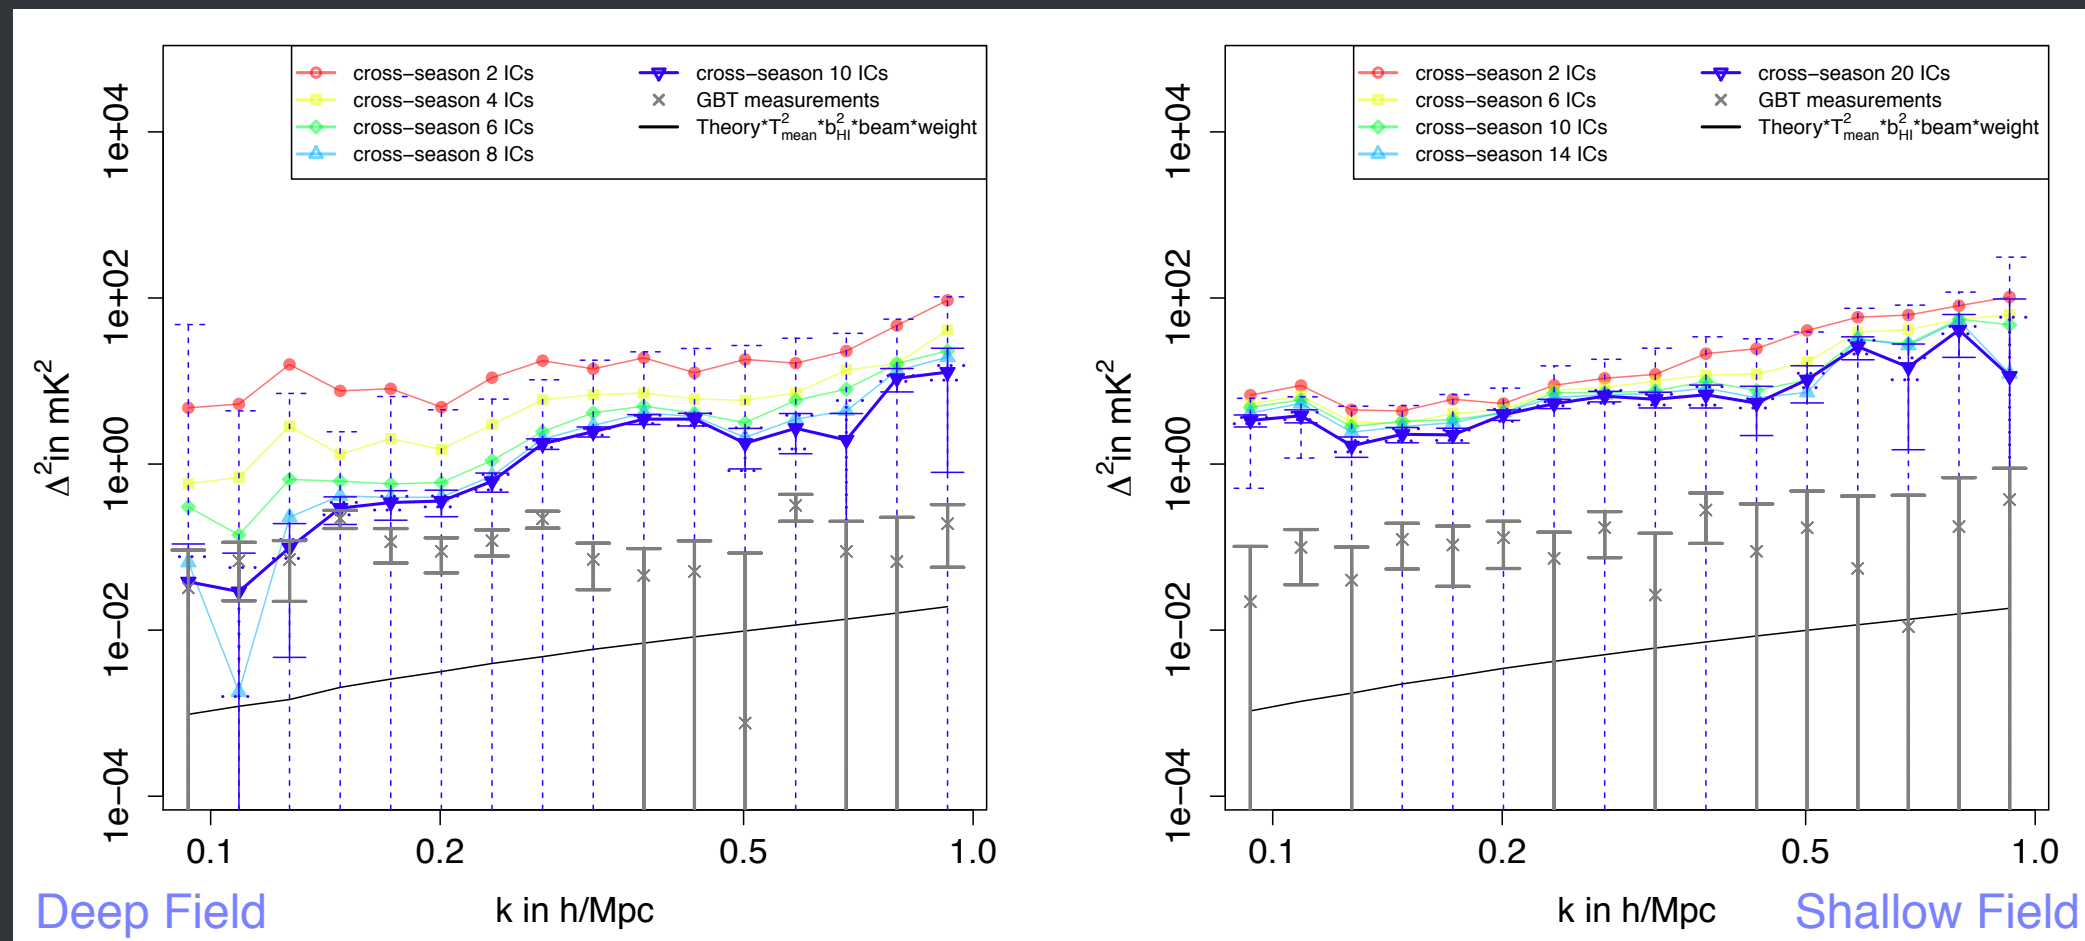 cross−season 2 ICs
cross−season 4 ICs
cross−season 6 ICs
cross−season 8 ICs
cross−season 10 ICs
GBT measurements
Theory*T²mean*b²HI*beam*weight
1e+04
1e+02
1e+00
1e−02
1e−04
Δ² in mK²
0.1 0.2 0.5 1.0
k in h/Mpc
Deep Field
cross−season 2 ICs
cross−season 6 ICs
cross−season 10 ICs
cross−season 14 ICs
cross−season 20 ICs
GBT measurements
Theory*T²mean*b²HI*beam*weight
1e+04
1e+02
1e+00
1e−02
1e−04
Δ² in mK²
0.1 0.2 0.5 1.0
k in h/Mpc
Shallow Field